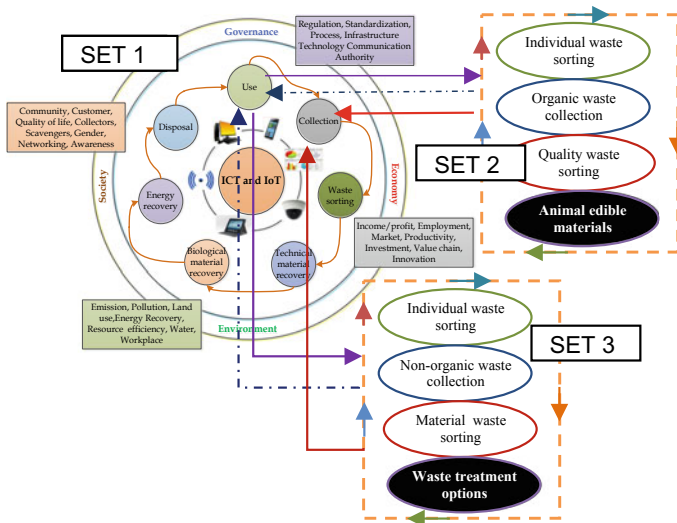 SET 1
Governance
Regulation, Standardization,
Process, Infrastructure
Technology Communication
Authority
Community, Customer,
Quality of life, Collectors,
Scavengers, Gender,
Networking, Awareness
Society
Use
Collection
Disposal
ICT and IoT
Energy
recovery
Waste
sorting
Biological
material
recovery
Technical
material
recovery
Economy
Income/profit, Employment,
Market, Productivity,
Investment, Value chain,
Innovation
Emission, Pollution, Land
use,Energy Recovery,
Resource efficiency, Water,
Workplace
Environment
SET 2
Individual waste
sorting
Organic waste
collection
Quality waste
sorting
Animal edible
materials
SET 3
Individual waste
sorting
Non-organic waste
collection
Material waste
sorting
Waste treatment
options